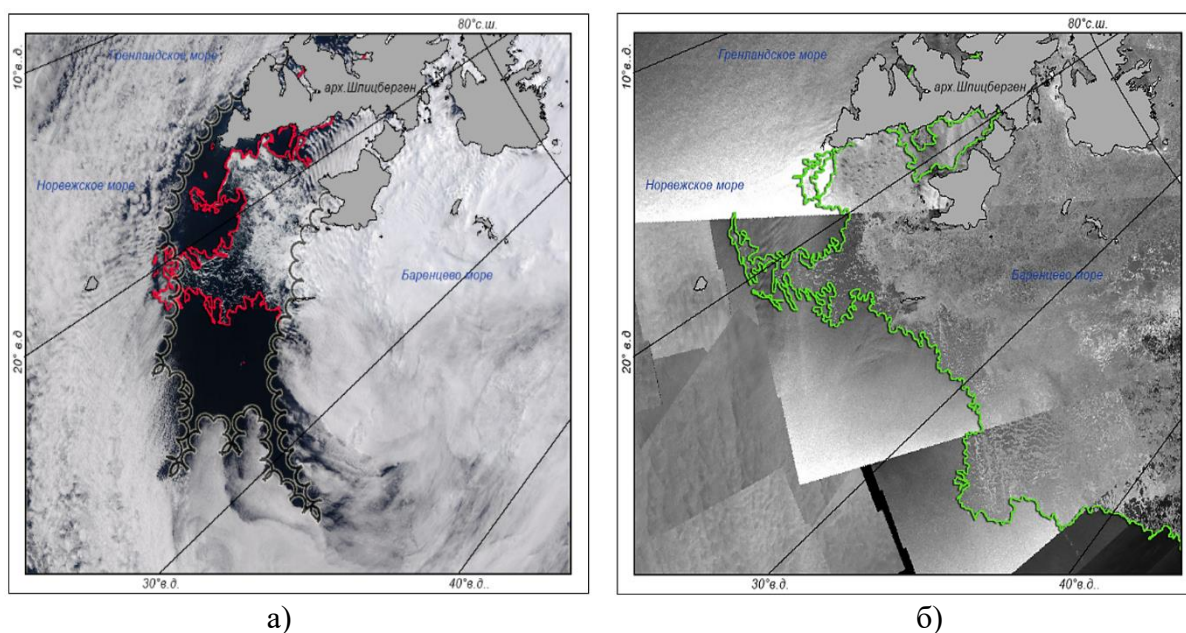 80°с.ш.
Гренландское море
10°в.д.
арх.Шпицберген
Норвежское море
Баренцево море
20° в.д.
30°в.д.
40°в.д.
а)
80°с.ш.
Гренландское море
10°в.д.
арх.Шпицберген
Норвежское море
Баренцево море
20° в.д.
30°в.д.
40°в.д..
б)